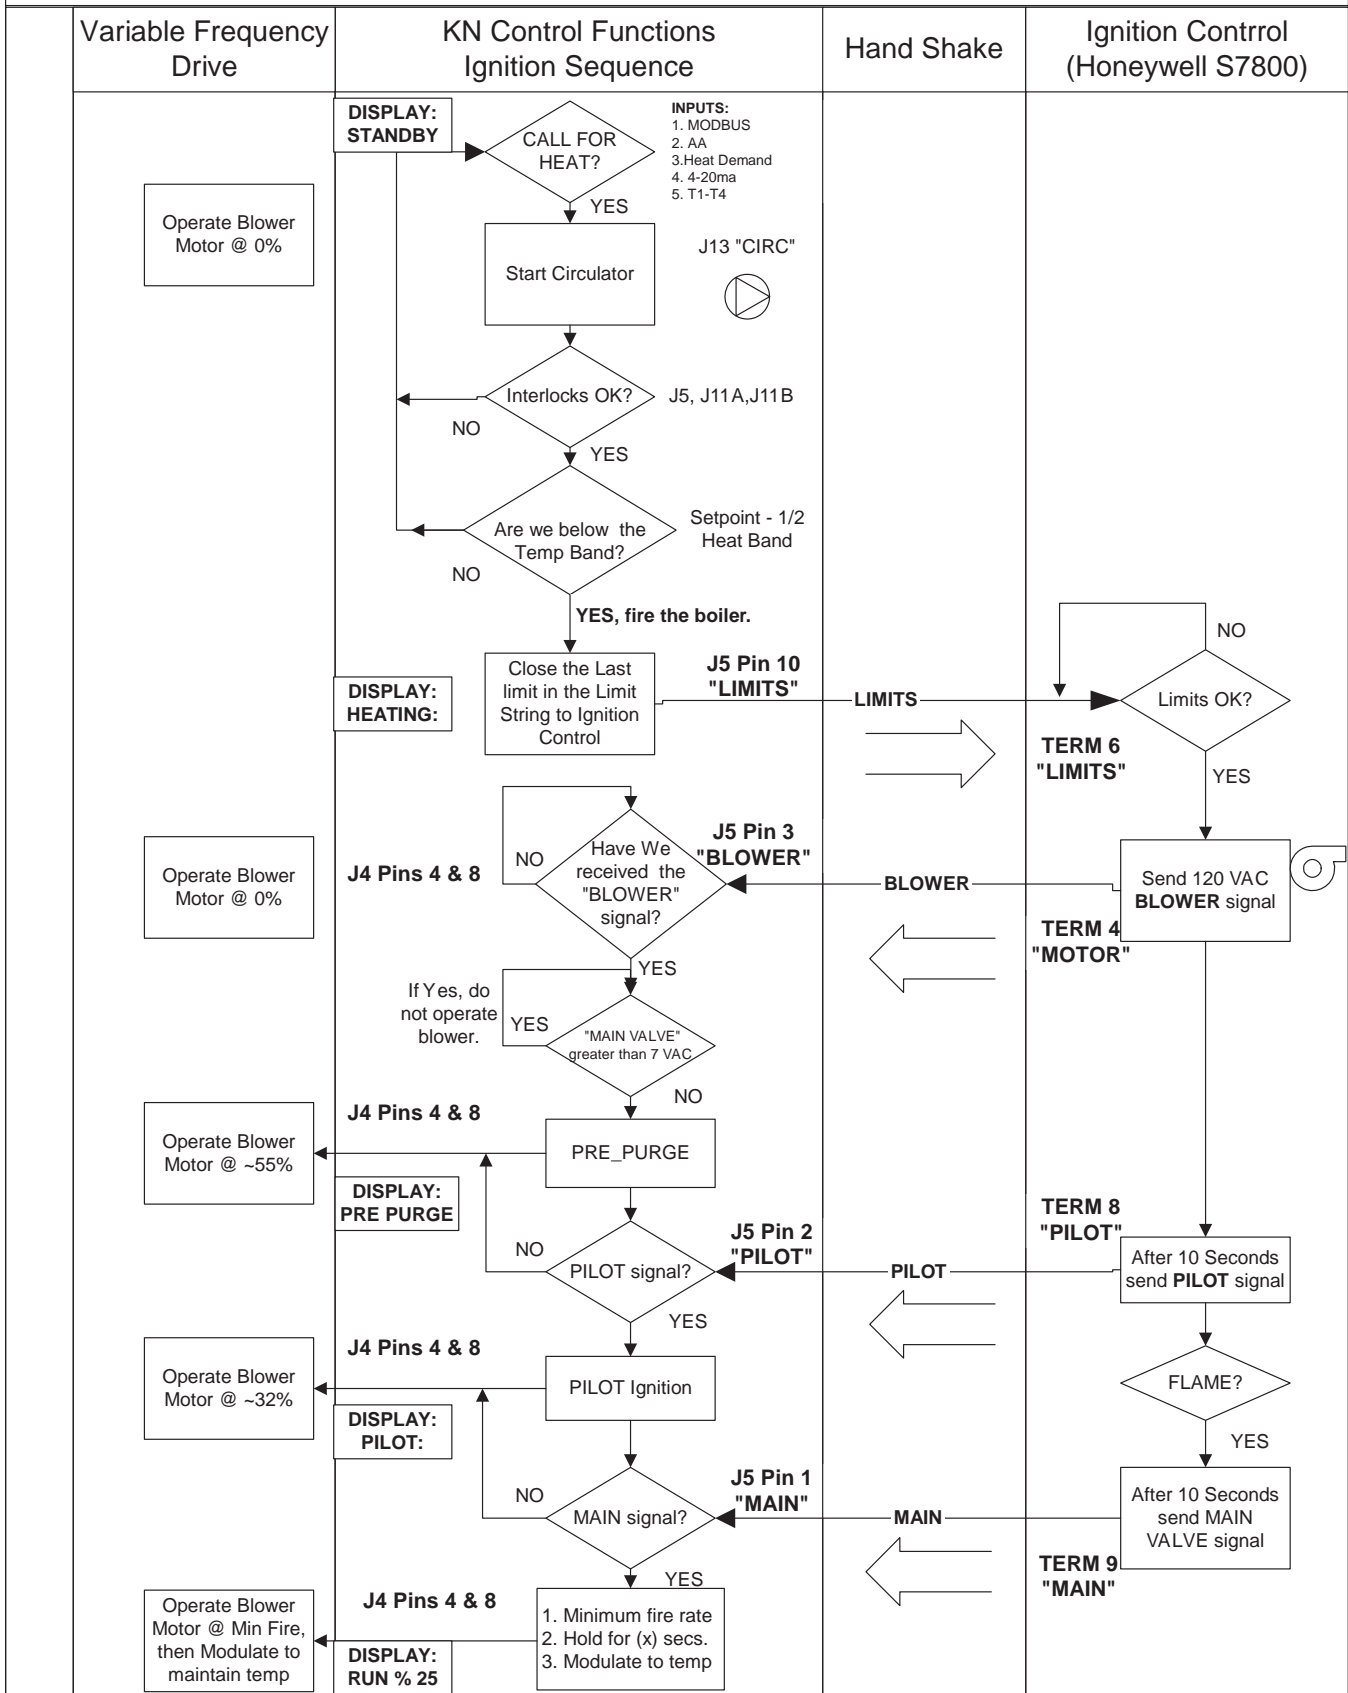 Variable Frequency
Drive
KN Control Functions
Ignition Sequence
Hand Shake
Ignition Contrrol
(Honeywell S7800)
DISPLAY:
STANDBY
CALL FOR
HEAT?
INPUTS:
1. MODBUS
2. AA
3.Heat Demand
4. 4-20ma
5. T1-T4
YES
Operate Blower
Motor @ 0%
Start Circulator
J13 "CIRC"
Interlocks OK?
J5, J11A,J11B
NO
YES
Are we below the
Temp Band?
Setpoint - 1/2
Heat Band
NO
YES, fire the boiler.
NO
DISPLAY:
HEATING:
Close the Last
limit in the Limit
String to Ignition
Control
J5 Pin 10
"LIMITS"
LIMITS
Limits OK?
TERM 6
"LIMITS"
YES
Operate Blower
Motor @ 0%
J4 Pins 4 & 8
NO
Have We
received the
"BLOWER"
signal?
J5 Pin 3
"BLOWER"
BLOWER
Send 120 VAC
BLOWER signal
TERM 4
"MOTOR"
YES
If Yes, do
not operate
blower.
YES
"MAIN VALVE"
greater than 7 VAC
NO
J4 Pins 4 & 8
Operate Blower
Motor @ ~55%
PRE_PURGE
DISPLAY:
PRE PURGE
NO
PILOT signal?
J5 Pin 2
"PILOT"
PILOT
TERM 8
"PILOT"
After 10 Seconds
send PILOT signal
YES
J4 Pins 4 & 8
Operate Blower
Motor @ ~32%
PILOT Ignition
FLAME?
DISPLAY:
PILOT:
YES
NO
MAIN signal?
J5 Pin 1
"MAIN"
MAIN
After 10 Seconds
send MAIN
VALVE signal
TERM 9
"MAIN"
YES
J4 Pins 4 & 8
Operate Blower
Motor @ Min Fire,
then Modulate to
maintain temp
1. Minimum fire rate
2. Hold for (x) secs.
3. Modulate to temp
DISPLAY:
RUN % 25